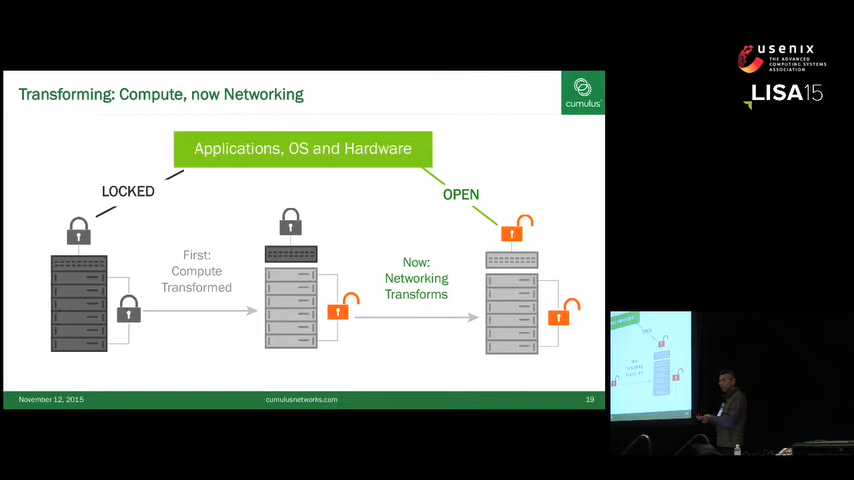 usenix
THE ADVANCED
COMPUTING SYSTEMS
ASSOCIATION
LISA15
Transforming: Compute, now Networking
cumulus
Applications, OS and Hardware
LOCKED
OPEN
First:
Compute
Transformed
Now:
Networking
Transforms
November 12, 2015
cumulusnetworks.com
19
OPEN